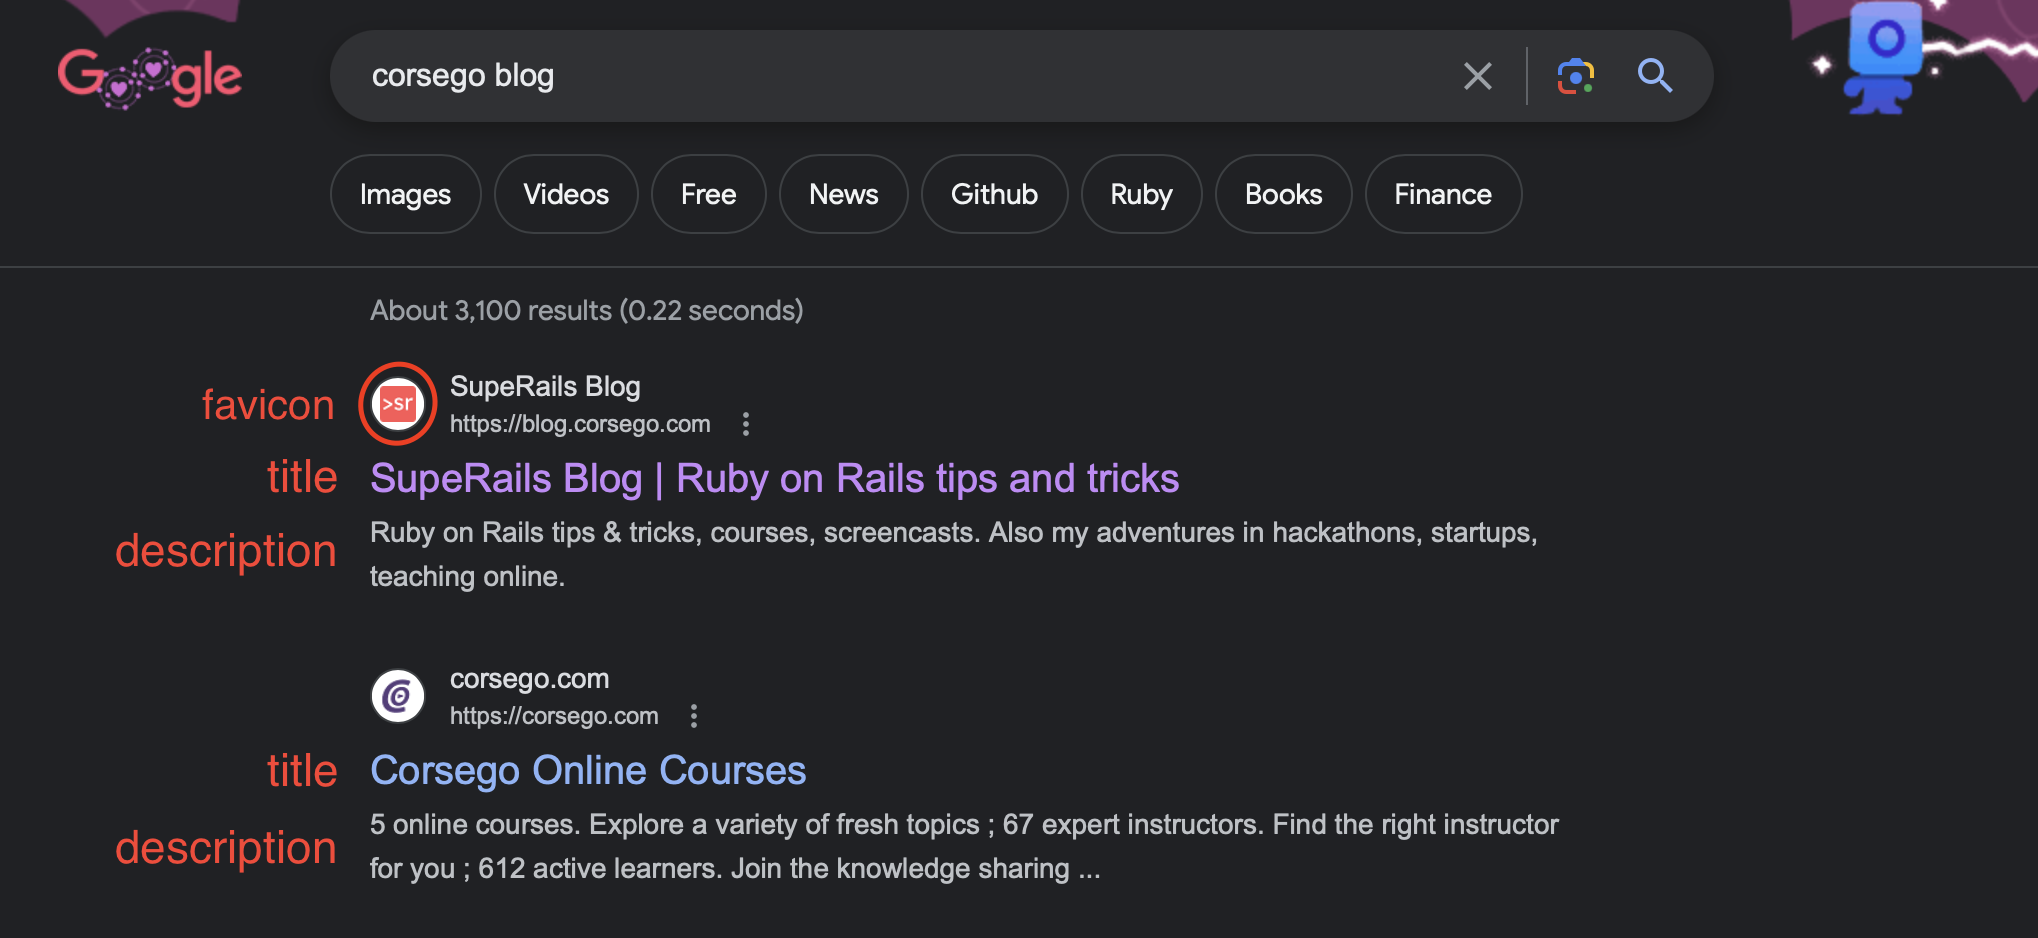 Google
corsego blog
Images Videos Free News Github Ruby Books Finance
About 3,100 results (0.22 seconds)
favicon >sr SupeRails Blog
https://blog.corsego.com
title SupeRails Blog | Ruby on Rails tips and tricks
description Ruby on Rails tips & tricks, courses, screencasts. Also my adventures in hackathons, startups,
teaching online.
corsego.com
https://corsego.com
title Corsego Online Courses
description 5 online courses. Explore a variety of fresh topics ; 67 expert instructors. Find the right instructor
for you ; 612 active learners. Join the knowledge sharing ...